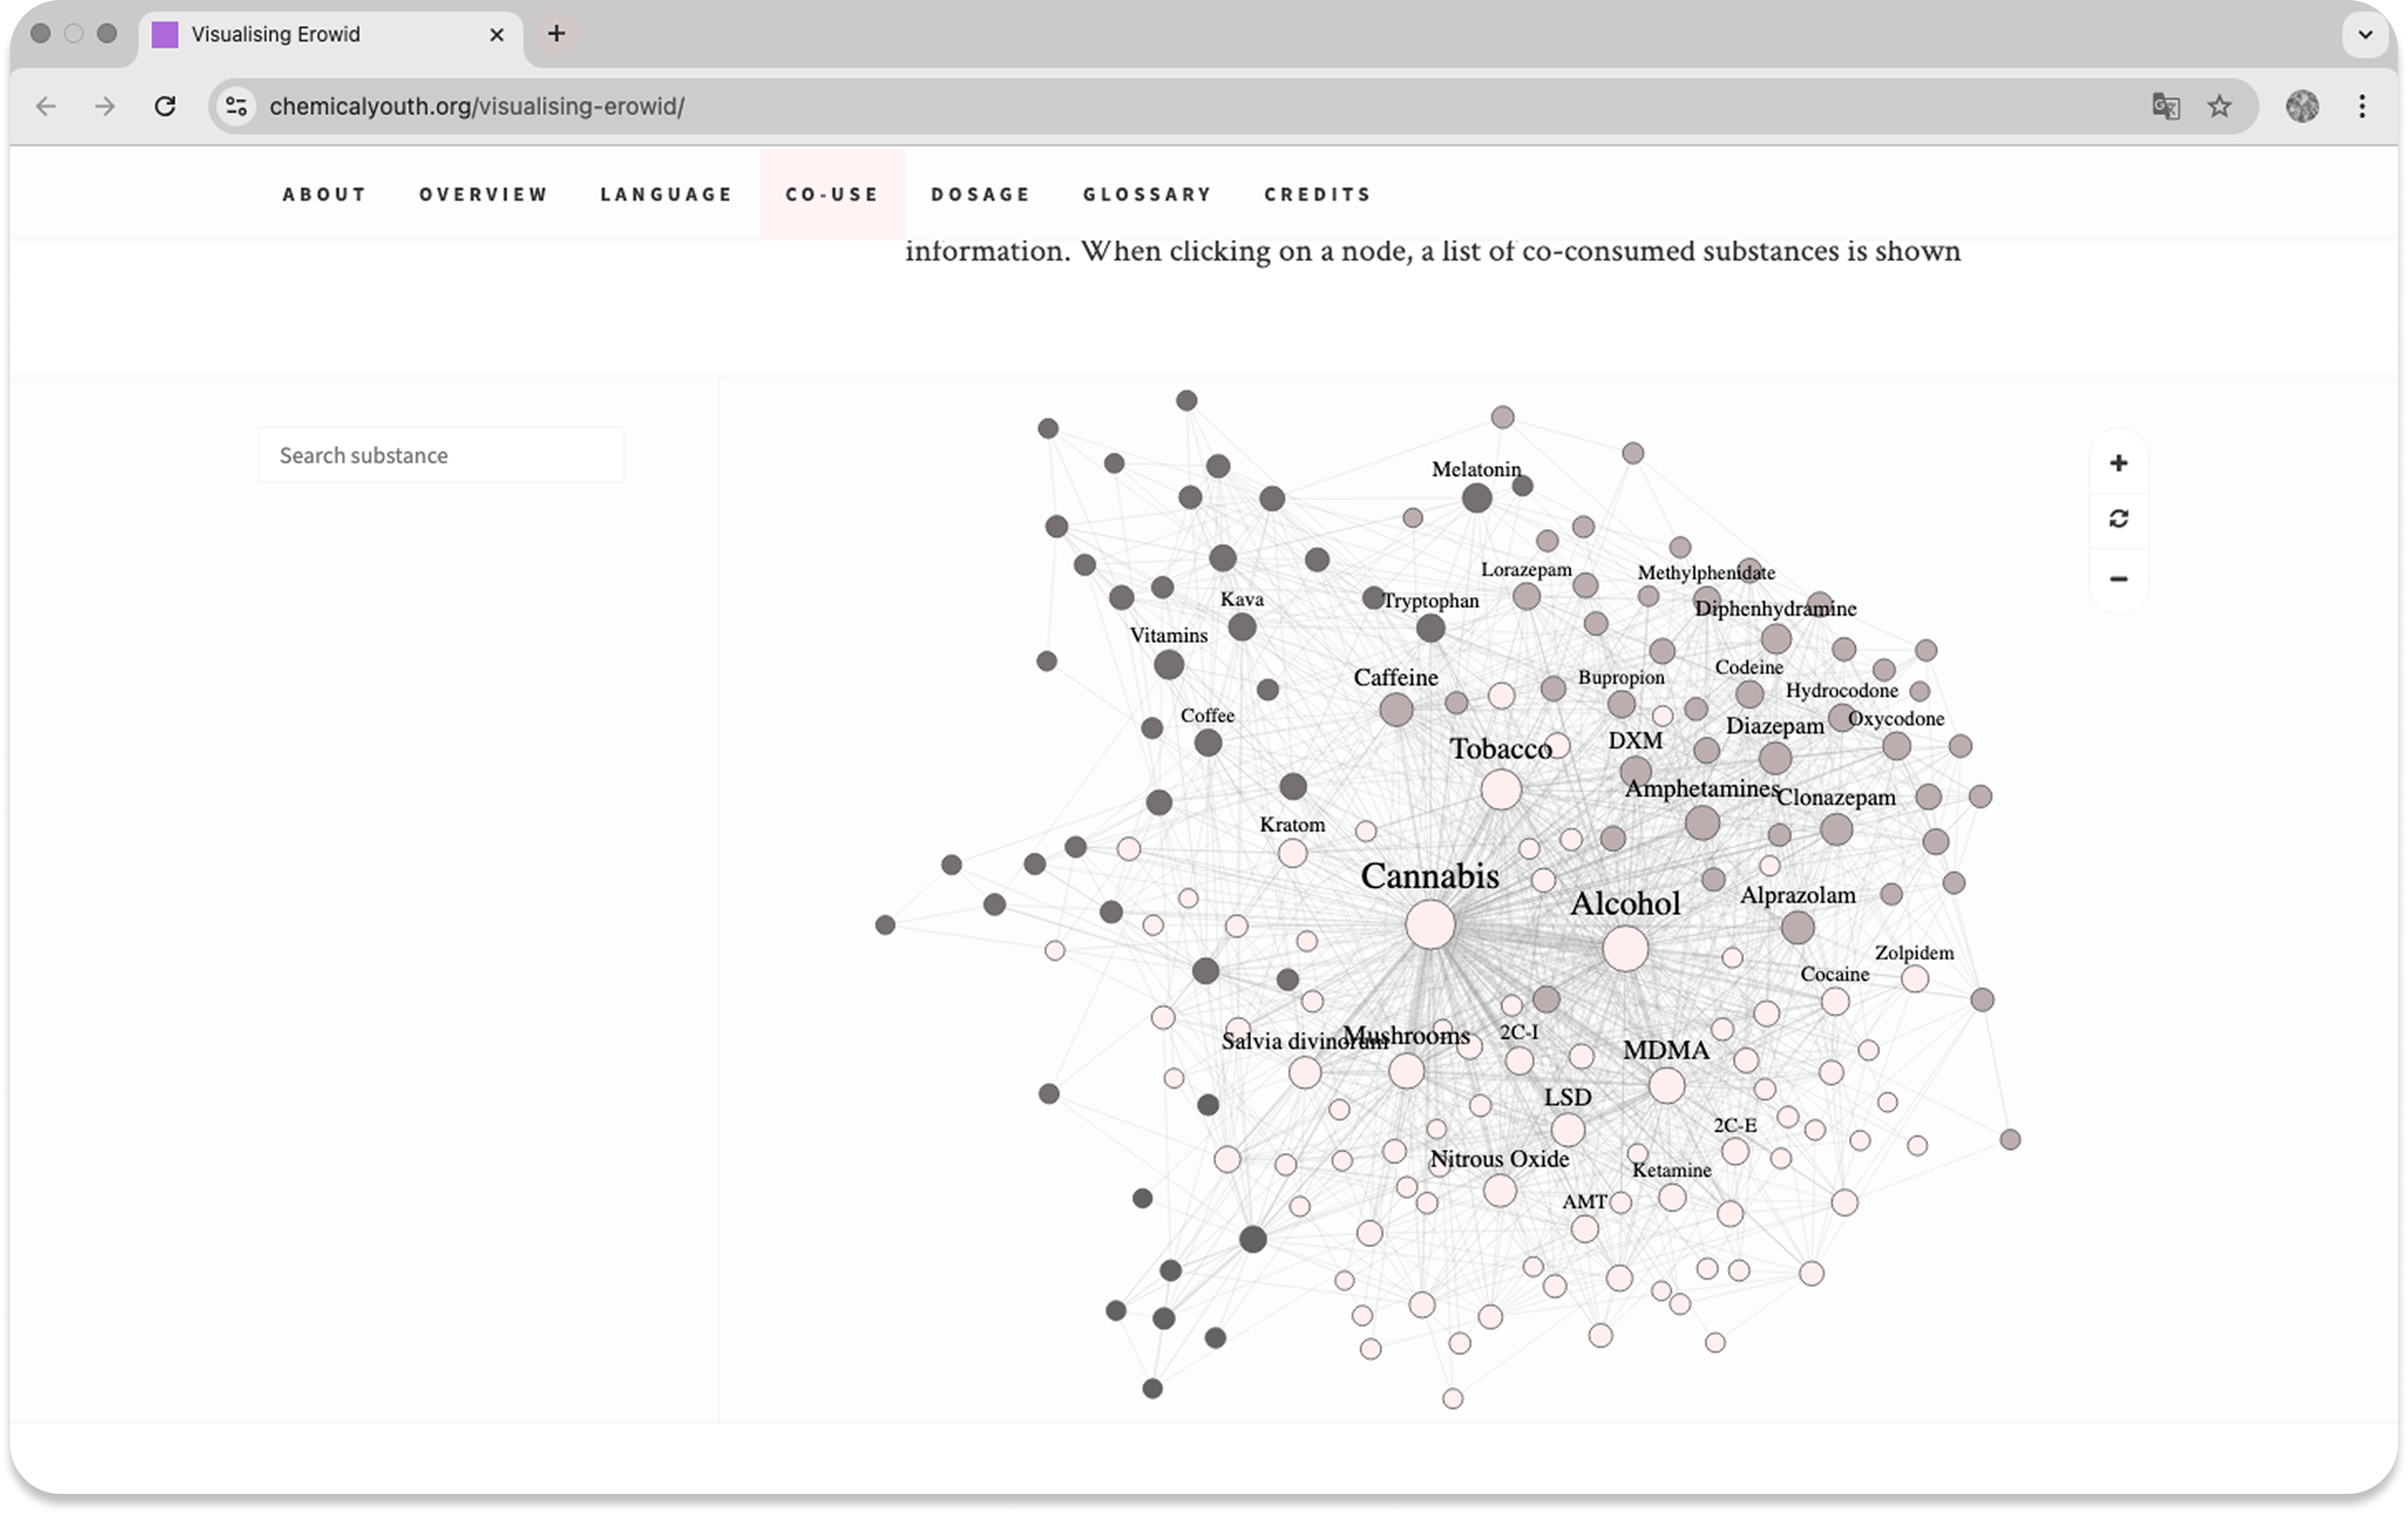 Visualising Erowid
chemicalyouth.org/visualising-erowid/
ABOUT OVERVIEW LANGUAGE CO-USE DOSAGE GLOSSARY CREDITS
information. When clicking on a node, a list of co-consumed substances is shown
Search substance
Melatonin
Lorazepam
Methylphenidate
Kava
Tryptophan
Diphenhydramine
Vitamins
Caffeine
Bupropion
Codeine
Hydrocodone
Coffee
Oxycodone
Diazepam
Tobacco
DXM
Amphetamines
Clonazepam
Kratom
Cannabis
Alcohol
Alprazolam
Zolpidem
Cocaine
Salvia divinorum
Mushrooms
2C-I
MDMA
LSD
2C-E
Nitrous Oxide
Ketamine
AMT